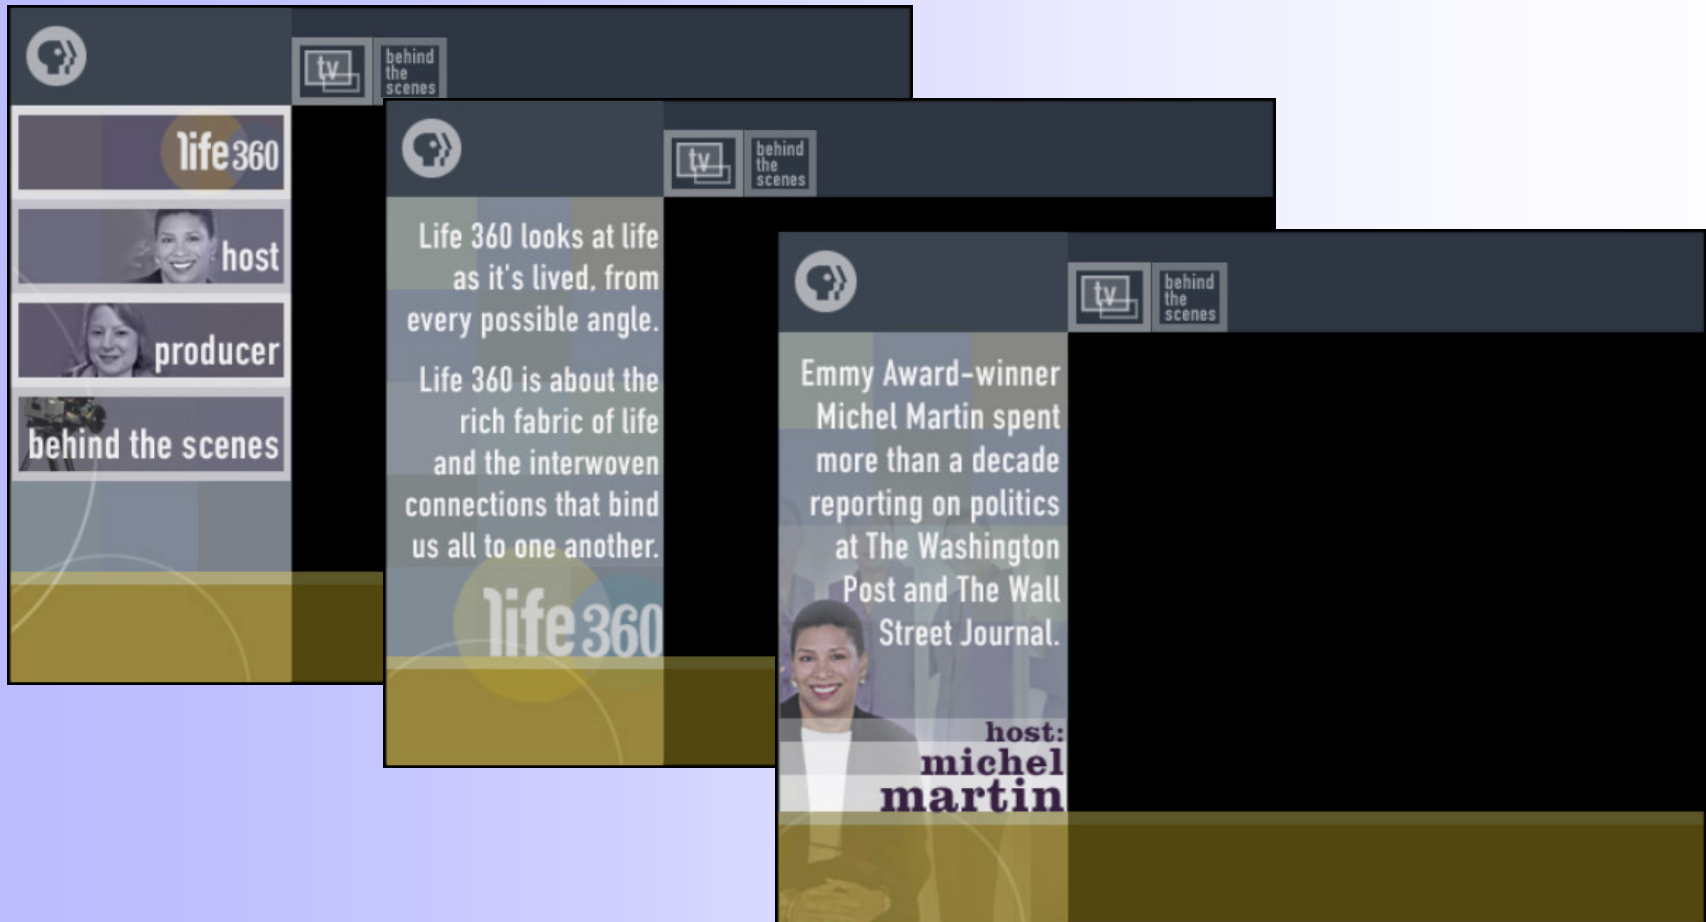 tv
behind
the
scenes
life360
host
producer
behind the scenes
tv
behind
the
scenes
Life 360 looks at life
as it's lived, from
every possible angle.
Life 360 is about the
rich fabric of life
and the interwoven
connections that bind
us all to one another.
life360
tv
behind
the
scenes
Emmy Award-winner
Michel Martin spent
more than a decade
reporting on politics
at The Washington
Post and The Wall
Street Journal.
host:
michel
martin